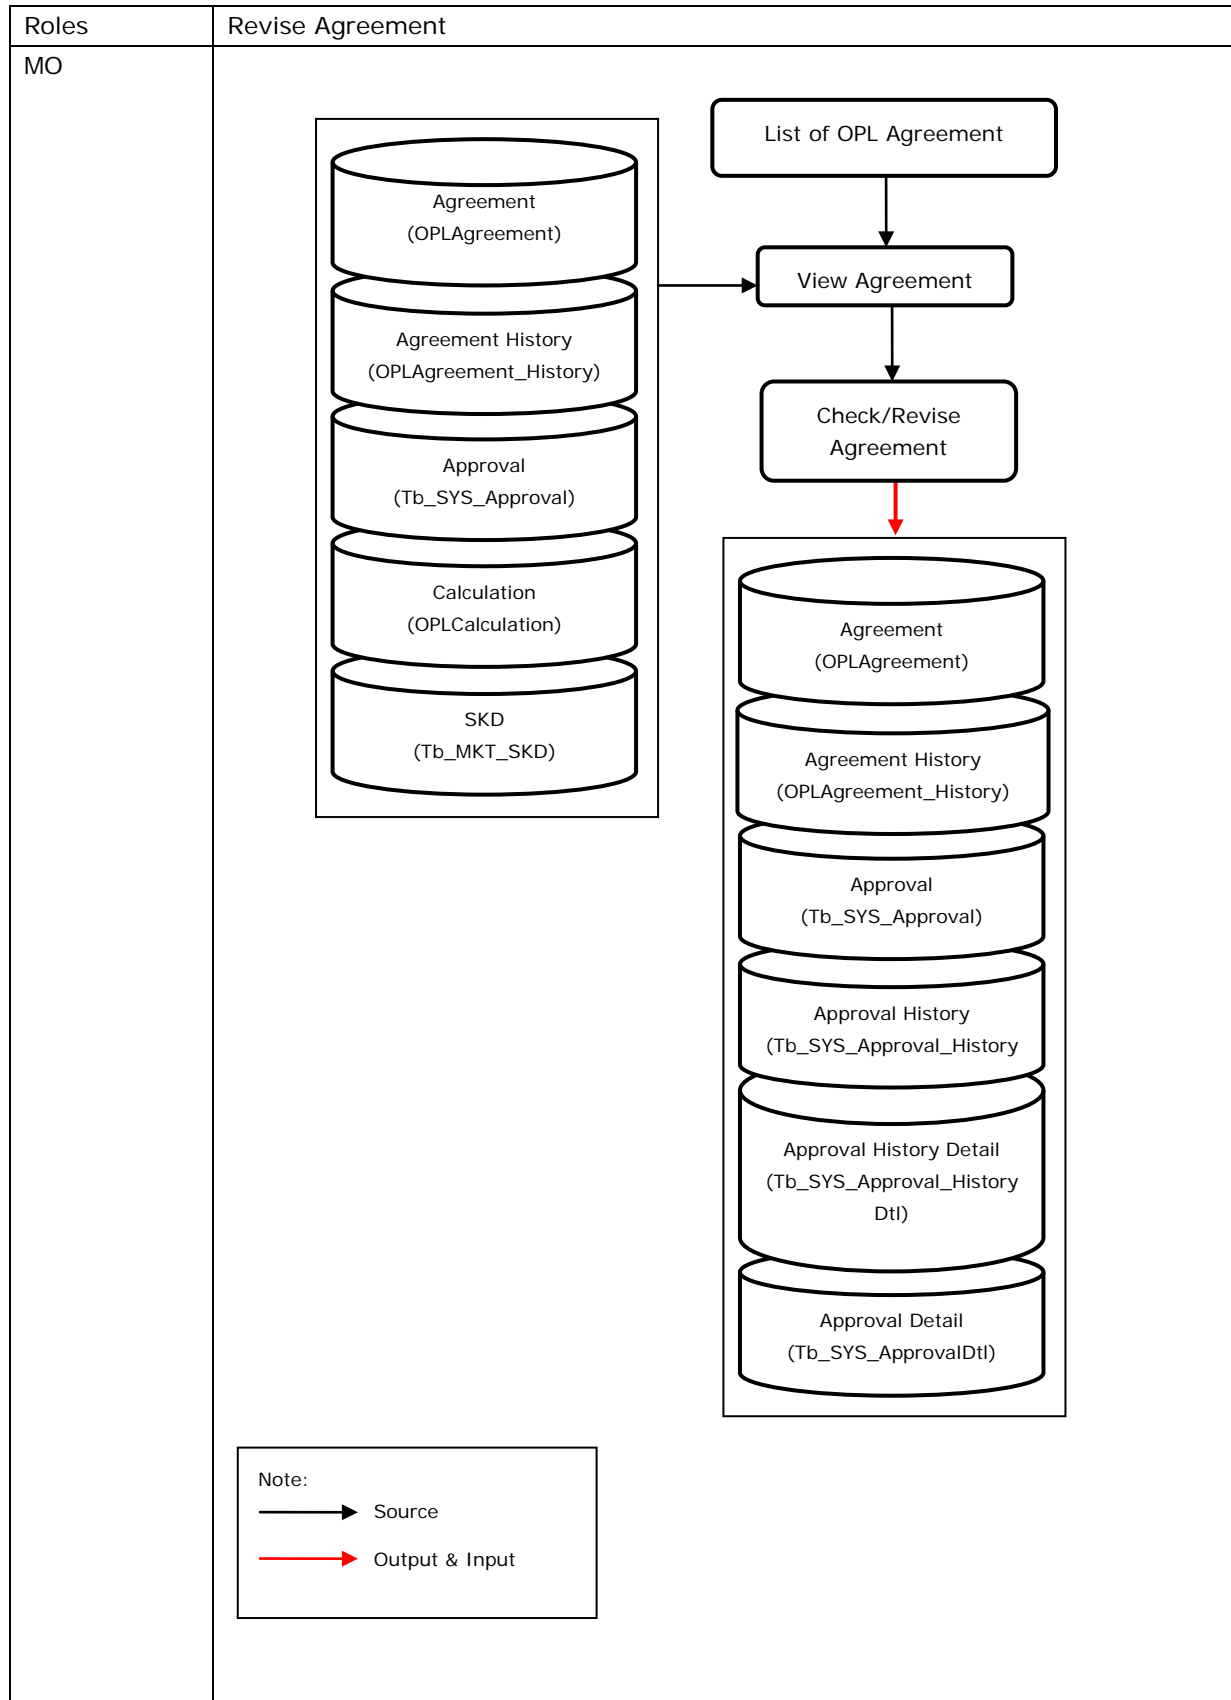 Roles
Revise Agreement
MO
List of OPL Agreement
View Agreement
Check/Revise
Agreement
Agreement
(OPLAgreement)
Agreement History
(OPLAgreement_History)
Approval
(Tb_SYS_Approval)
Calculation
(OPLCalculation)
SKD
(Tb_MKT_SKD)
Agreement
(OPLAgreement)
Agreement History
(OPLAgreement_History)
Approval
(Tb_SYS_Approval)
Approval History
(Tb_SYS_Approval_History
Approval History Detail
(Tb_SYS_Approval_History
Dtl)
Approval Detail
(Tb_SYS_ApprovalDtl)
Note:
Source
Output & Input